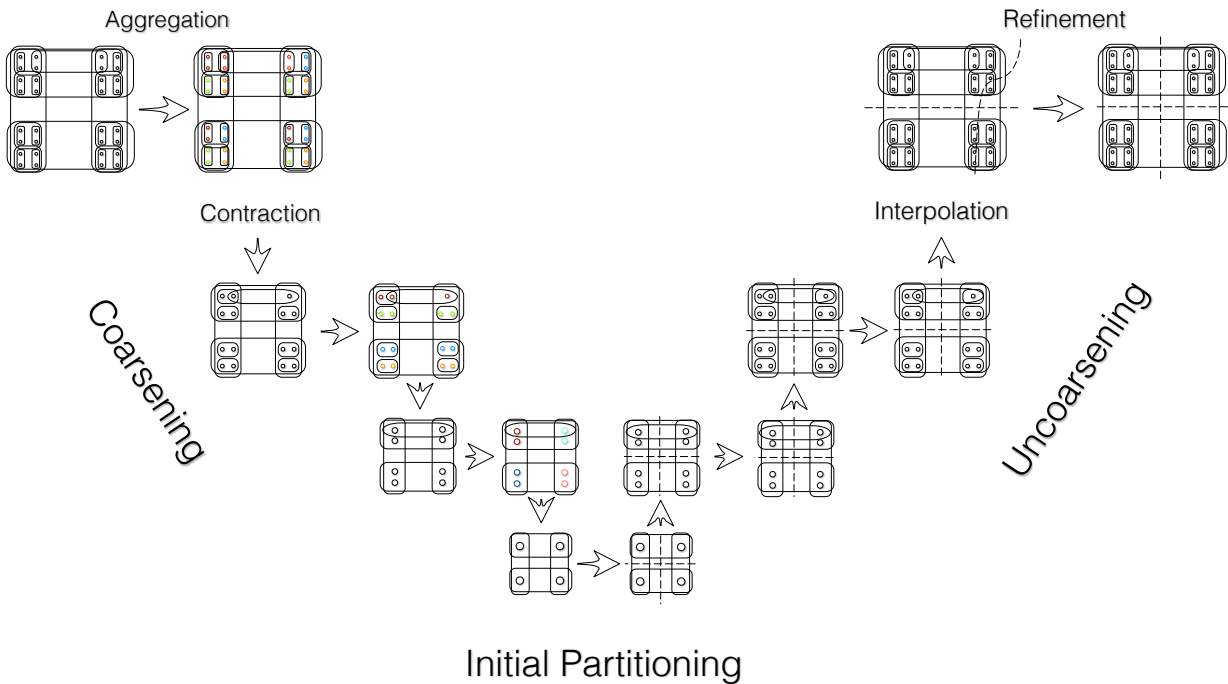 Aggregation
Refinement
Contraction
Interpolation
Coarsening
Uncoarsening
Initial Partitioning